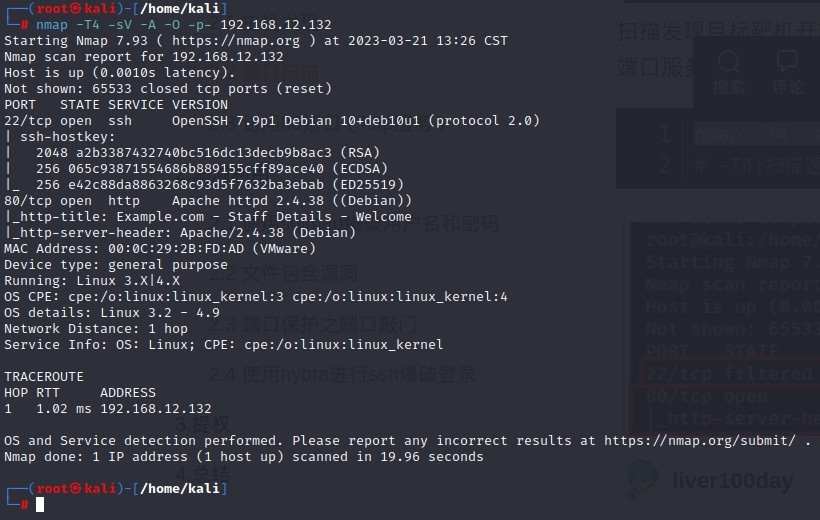 ┌──(root㉿kali)-[/home/kali]
└─# nmap -T4 -sV -A -O -p- 192.168.12.132
Starting Nmap 7.93 ( https://nmap.org ) at 2023-03-21 13:26 CST
Nmap scan report for 192.168.12.132
Host is up (0.0010s latency).
Not shown: 65533 closed tcp ports (reset)
PORT   STATE SERVICE VERSION
22/tcp open  ssh     OpenSSH 7.9p1 Debian 10+deb10u1 (protocol 2.0)
| ssh-hostkey:
|   2048 a2b3387432740bc516dc13decb9b8ac3 (RSA)
|   256 065c93871554686b889155cff89ace40 (ECDSA)
|_  256 e42c88da8863268c93d5f7632ba3ebab (ED25519)
80/tcp open  http    Apache httpd 2.4.38 ((Debian))
|_http-title: Example.com - Staff Details - Welcome
|_http-server-header: Apache/2.4.38 (Debian)
MAC Address: 00:0C:29:2B:FD:AD (VMware)
Device type: general purpose
Running: Linux 3.X|4.X
OS CPE: cpe:/o:linux:linux_kernel:3 cpe:/o:linux:linux_kernel:4
OS details: Linux 3.2 - 4.9
Network Distance: 1 hop
Service Info: OS: Linux; CPE: cpe:/o:linux:linux_kernel
TRACEROUTE
HOP RTT     ADDRESS
1   1.02 ms 192.168.12.132
OS and Service detection performed. Please report any incorrect results at https://nmap.org/submit/ .
Nmap done: 1 IP address (1 host up) scanned in 19.96 seconds
┌──(root㉿kali)-[/home/kali]
└─#
扫描发现目标靶机开
端口服务
搜索 评论
1 nmap -T4 -s
2 # -T4:扫描速
名和密码
2.2 文件包含漏洞
2.3 端口保护之端口敲门
2.4 使用hybra进行ssh爆破登录
3.提权
4.总结
root@kali:/home/
Starting Nmap 7.
Nmap scan repor
Host is up (0.00
Not shown: 65533
PORT STATE
22/tcp filtered
80/tcp open
|_http-server-he
liver100day